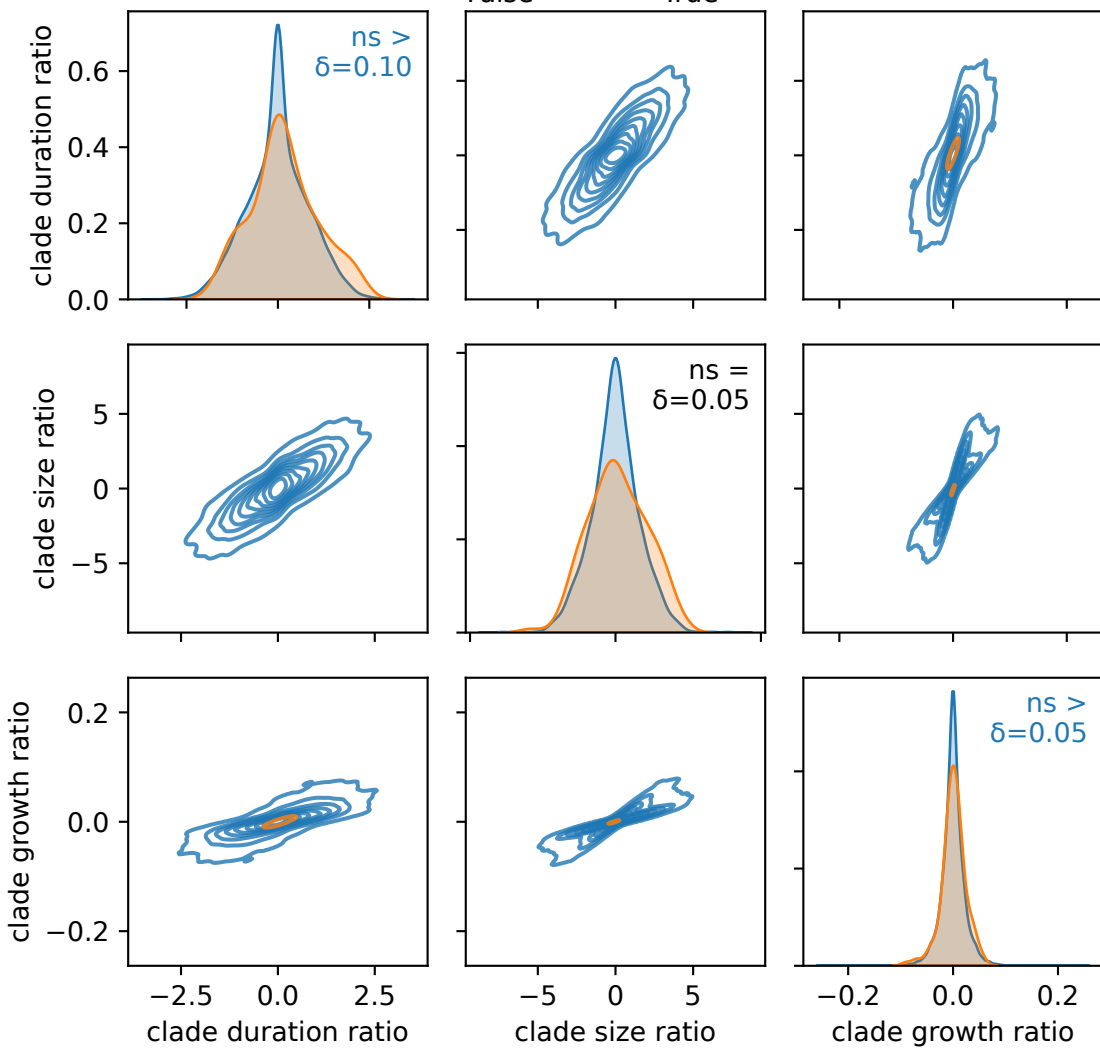 clade duration ratio
0.6
0.4
0.2
0.0
ns >
δ=0.10
clade size ratio
5
0
−5
ns =
δ=0.05
clade growth ratio
0.2
0.0
−0.2
ns >
δ=0.05
−2.5 0.0 2.5
−5 0 5
−0.2 0.0 0.2
clade duration ratio
clade size ratio
clade growth ratio